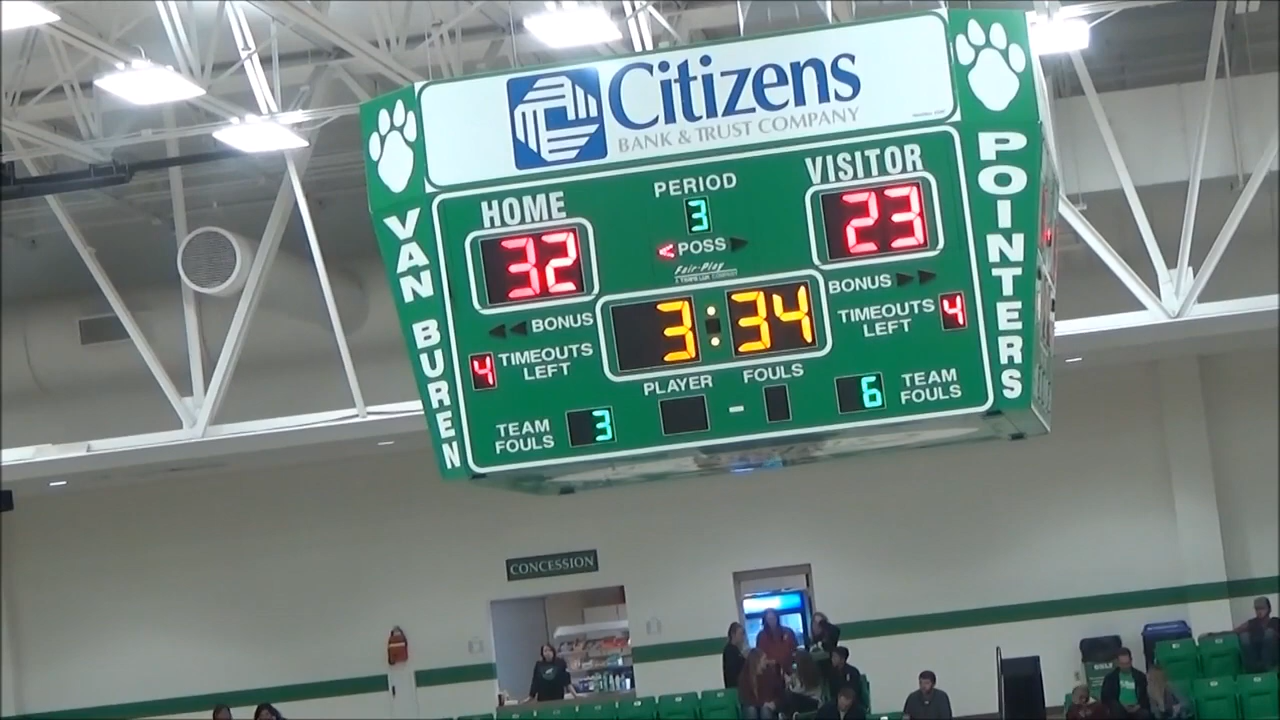 Citizens
BANK & TRUST COMPANY
VAN BUREN
POINTERS
HOME
32
PERIOD
3
< POSS
Fair-Play
VISITOR
23
BONUS
3:34
BONUS
4 TIMEOUTS LEFT
TIMEOUTS LEFT 4
PLAYER - FOULS
TEAM FOULS 3
6 TEAM FOULS
CONCESSION